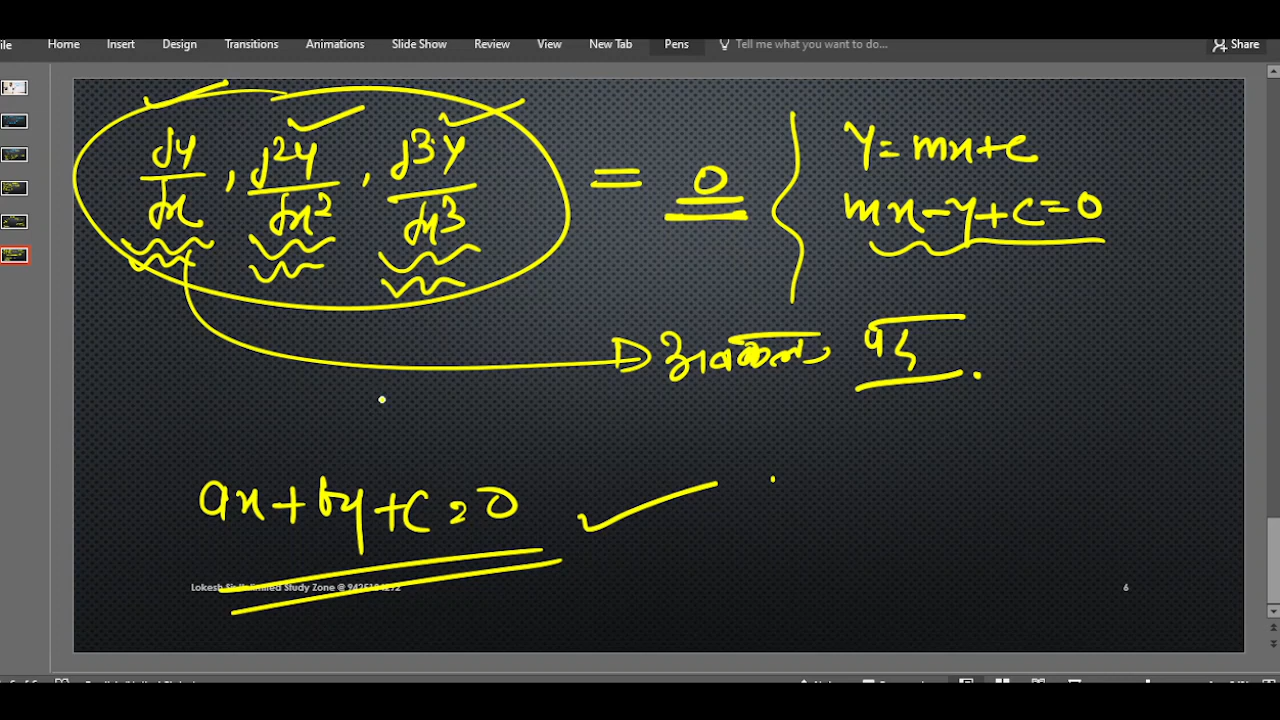 ile Home Insert Design Transitions Animations Slide Show Review View New Tab Pens Tell me what you want to do... Share
dy/dx , d2y/dx2 , d3y/dx3 = 0
y = mx+c
mx-y+c=0
अवकलन पद
ax+by+c=0
6